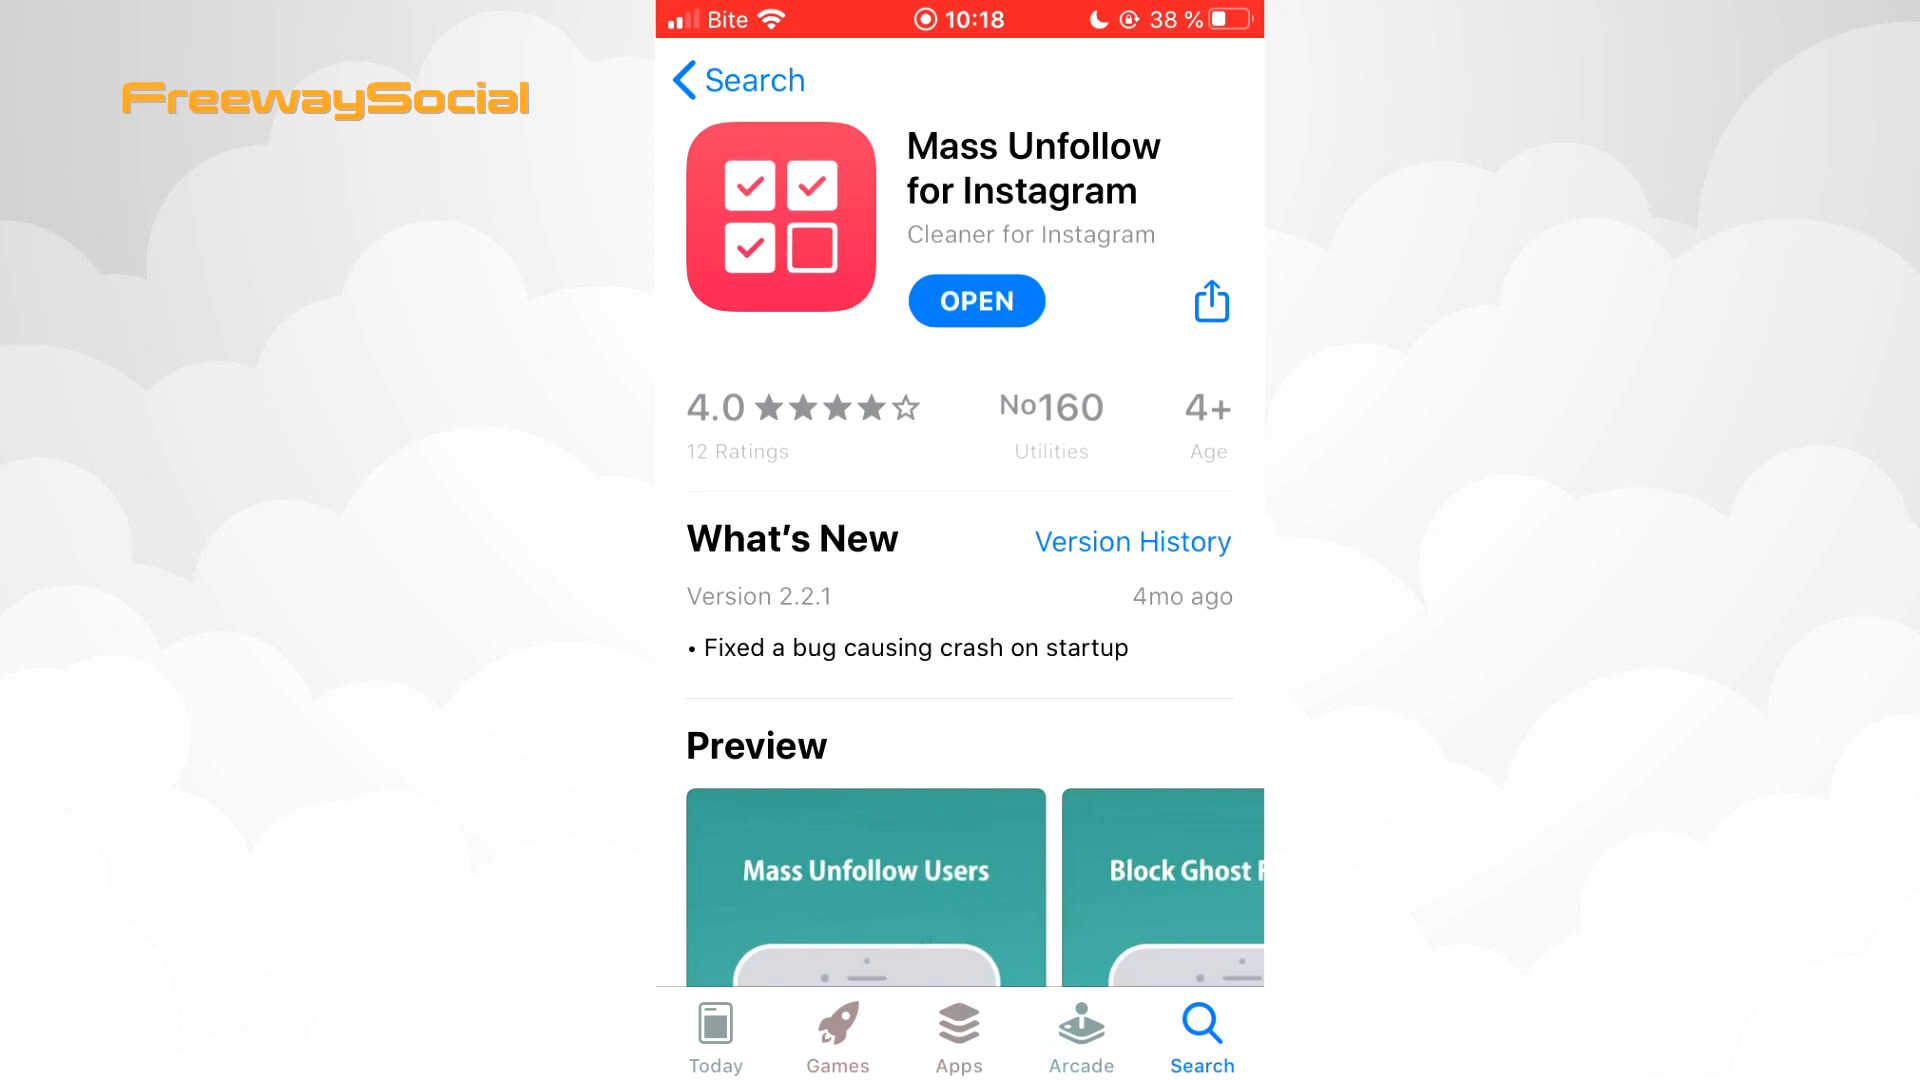 FreewaySocial
Bite 10:18 38 %
Search
Mass Unfollow
for Instagram
Cleaner for Instagram
OPEN
4.0 No160 4+
12 Ratings Utilities Age
What's New Version History
Version 2.2.1 4mo ago
• Fixed a bug causing crash on startup
Preview
Mass Unfollow Users Block Ghost
Today Games Apps Arcade Search